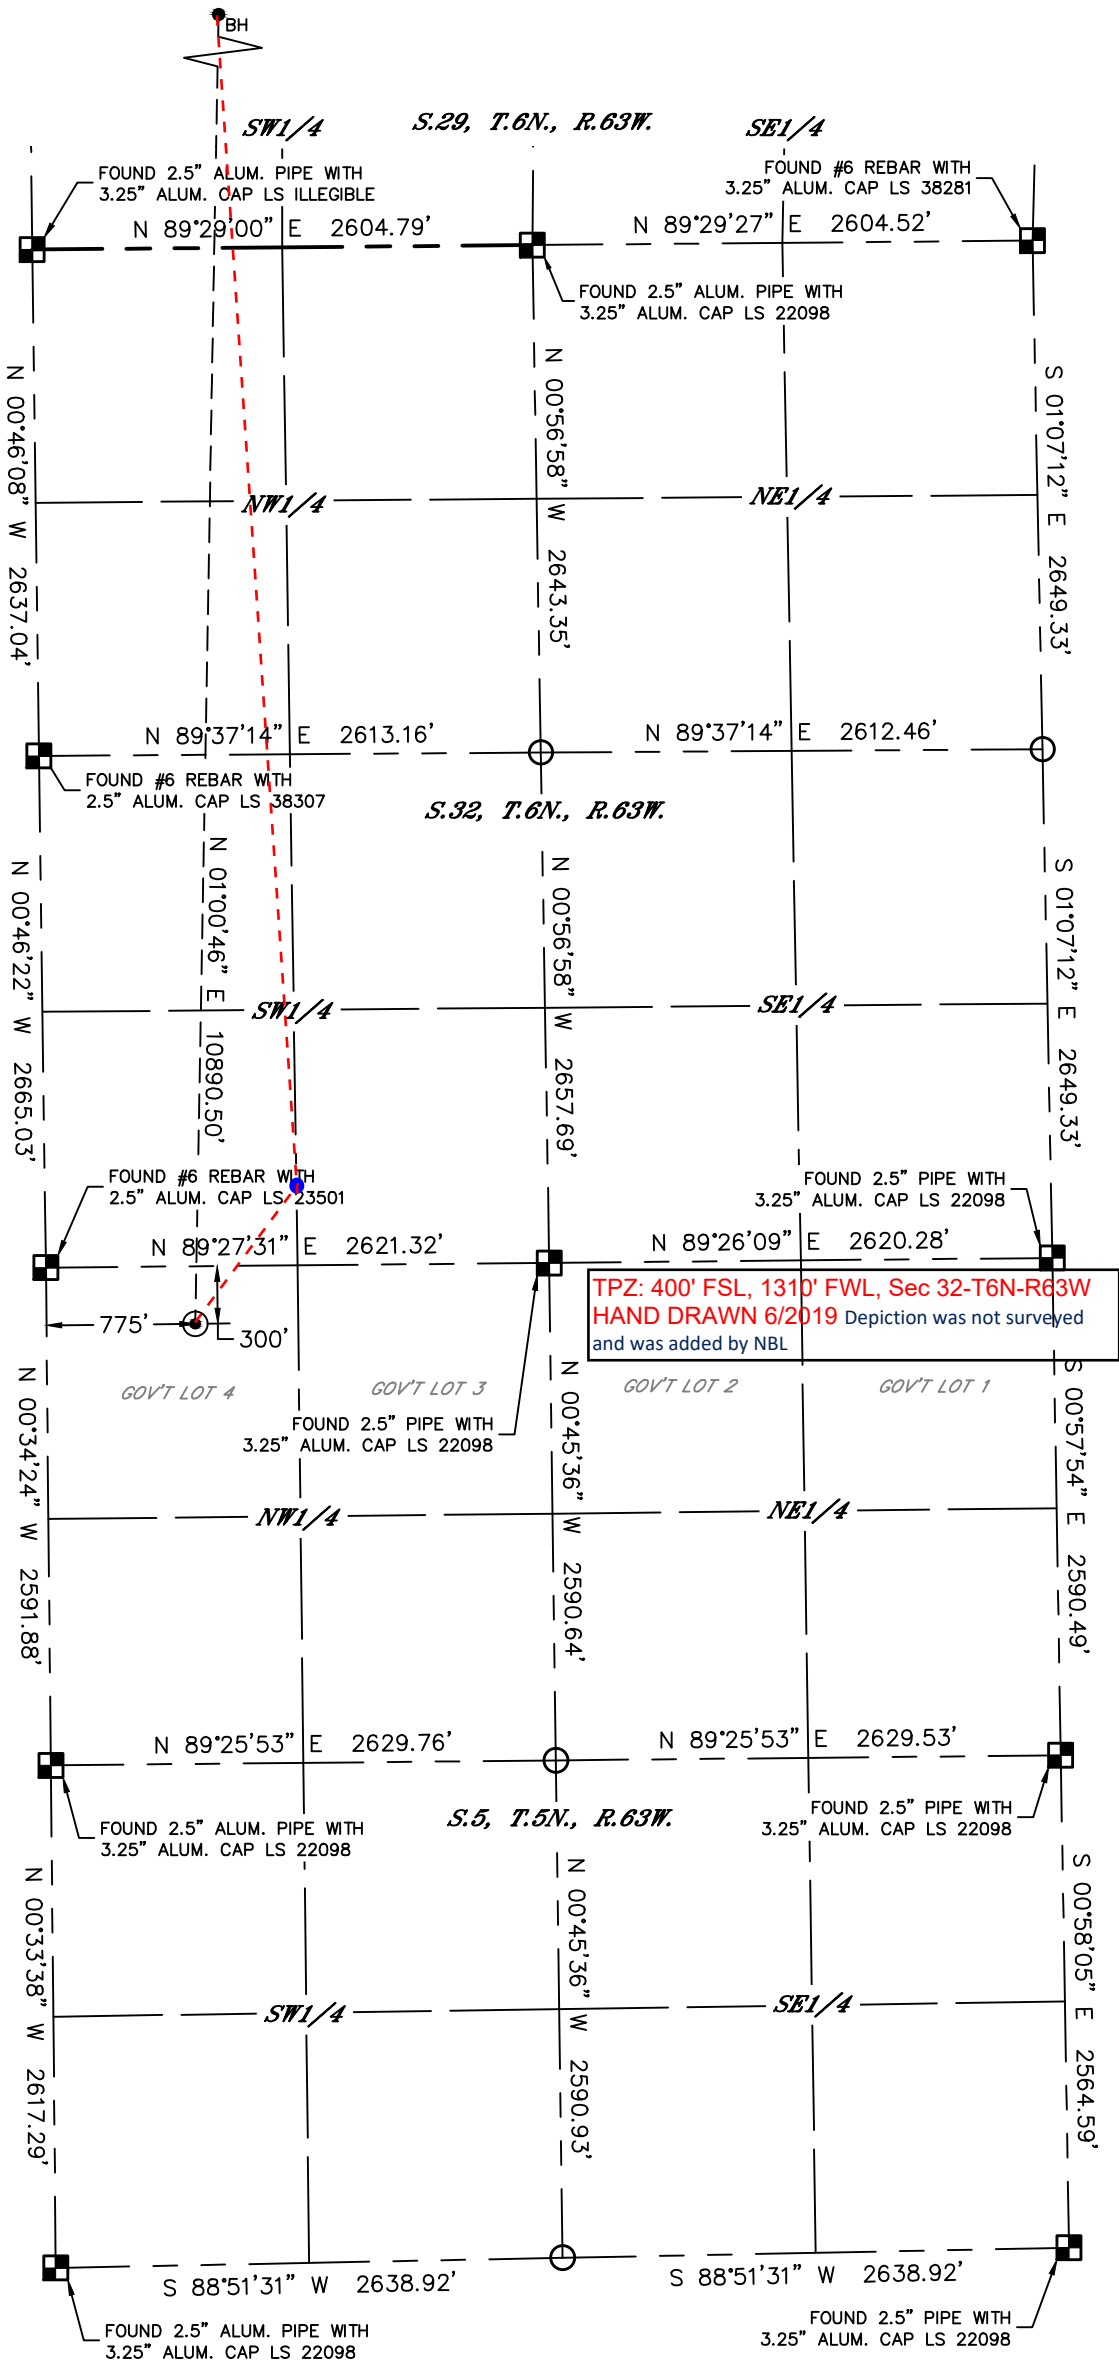 BH
SW1/4
S.29, T.6N., R.63W.
SE1/4
FOUND 2.5" ALUM. PIPE WITH
3.25" ALUM. CAP LS ILLEGIBLE
FOUND #6 REBAR WITH
3.25" ALUM. CAP LS 38281
N 89°29'00" E 2604.79'
N 89°29'27" E 2604.52'
FOUND 2.5" ALUM. PIPE WITH
3.25" ALUM. CAP LS 22098
N 00°46'08" W 2637.04'
N 00°56'58" W 2643.35'
S 01°07'12" E 2649.33'
NW1/4
NE1/4
N 89°37'14" E 2613.16'
N 89°37'14" E 2612.46'
FOUND #6 REBAR WITH
2.5" ALUM. CAP LS 38307
S.32, T.6N., R.63W.
N 00°46'22" W 2665.03'
N 01°00'46" E 10890.50'
N 00°56'58" W 2657.69'
S 01°07'12" E 2649.33'
SW1/4
SE1/4
FOUND #6 REBAR WITH
2.5" ALUM. CAP LS 23501
FOUND 2.5" PIPE WITH
3.25" ALUM. CAP LS 22098
N 89°27'31" E 2621.32'
N 89°26'09" E 2620.28'
TPZ: 400' FSL, 1310' FWL, Sec 32-T6N-R63W
HAND DRAWN 6/2019 Depiction was not surveyed
and was added by NBL
775'
300'
GOV'T LOT 4
GOV'T LOT 3
GOV'T LOT 2
GOV'T LOT 1
FOUND 2.5" PIPE WITH
3.25" ALUM. CAP LS 22098
N 00°34'24" W 2591.88'
N 00°45'36" W 2590.64'
S 00°57'54" E 2590.49'
NW1/4
NE1/4
N 89°25'53" E 2629.76'
N 89°25'53" E 2629.53'
FOUND 2.5" ALUM. PIPE WITH
3.25" ALUM. CAP LS 22098
S.5, T.5N., R.63W.
FOUND 2.5" PIPE WITH
3.25" ALUM. CAP LS 22098
N 00°33'38" W 2617.29'
N 00°45'36" W 2590.93'
S 00°58'05" E 2564.59'
SW1/4
SE1/4
S 88°51'31" W 2638.92'
S 88°51'31" W 2638.92'
FOUND 2.5" ALUM. PIPE WITH
3.25" ALUM. CAP LS 22098
FOUND 2.5" PIPE WITH
3.25" ALUM. CAP LS 22098